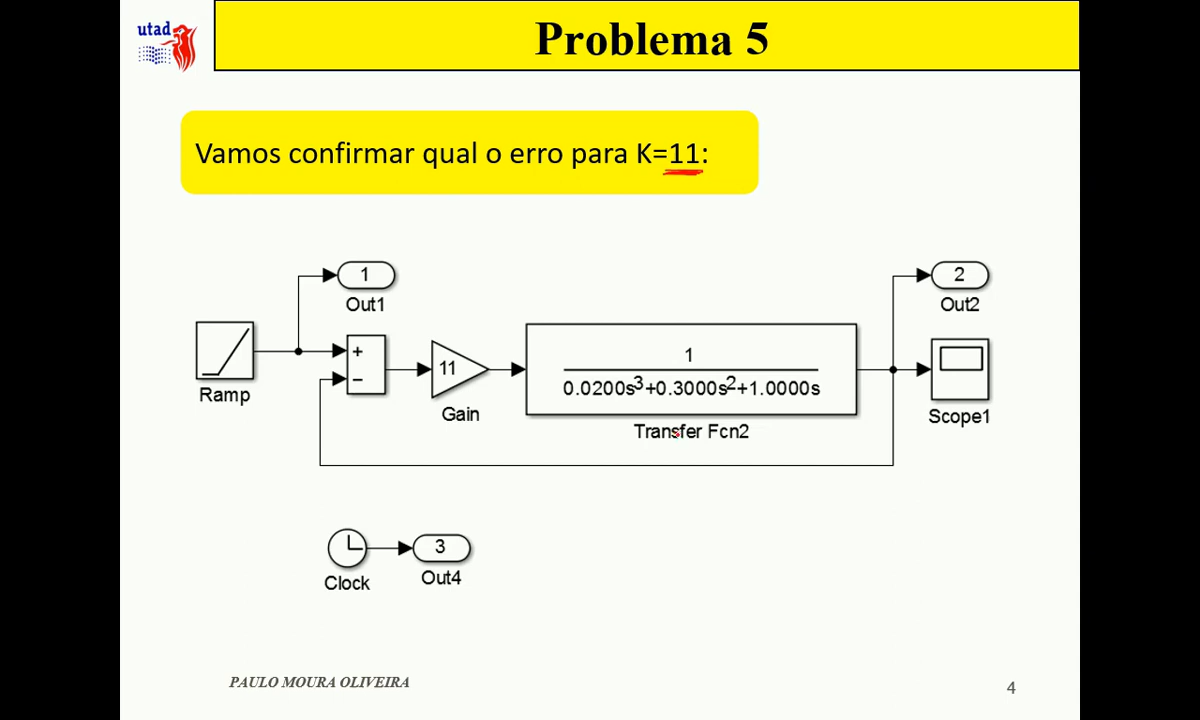 utad
Problema 5
Vamos confirmar qual o erro para K=11:
1
Out1
2
Out2
Ramp
+
−
11
Gain
1
0.0200s³+0.3000s²+1.0000s
Transfer Fcn2
Scope1
Clock
3
Out4
PAULO MOURA OLIVEIRA
4